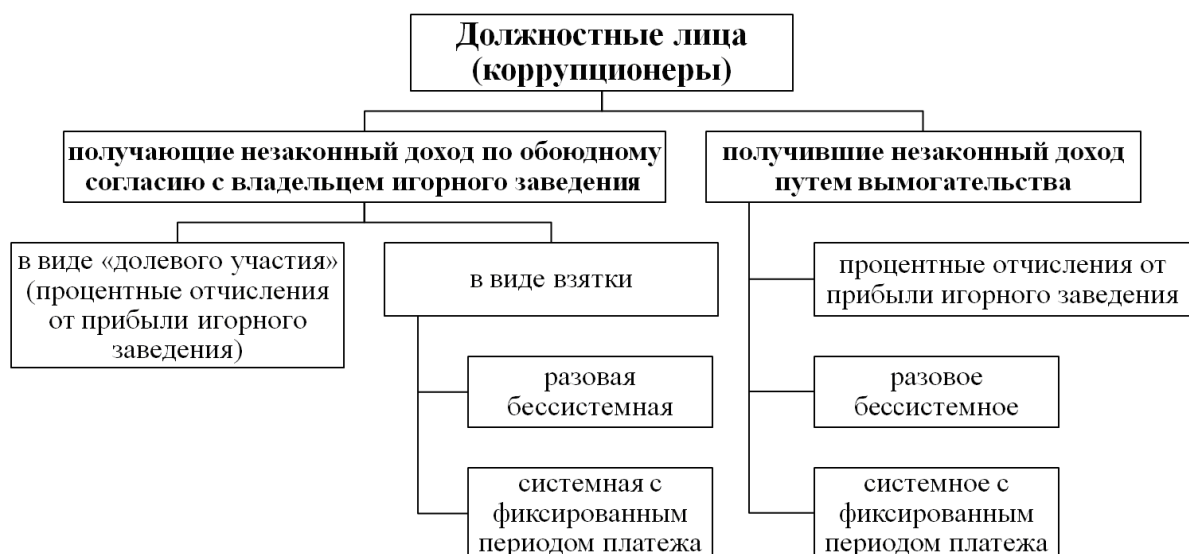 Должностные лица
(коррупционеры)
получающие незаконный доход по обоюдному
согласию с владельцем игорного заведения
получившие незаконный доход
путем вымогательства
в виде «долевого участия»
(процентные отчисления
от прибыли игорного
заведения)
в виде взятки
процентные отчисления от
прибыли игорного заведения
разовая
бессистемная
разовое
бессистемное
системная с
фиксированным
периодом платежа
системное с
фиксированным
периодом платежа